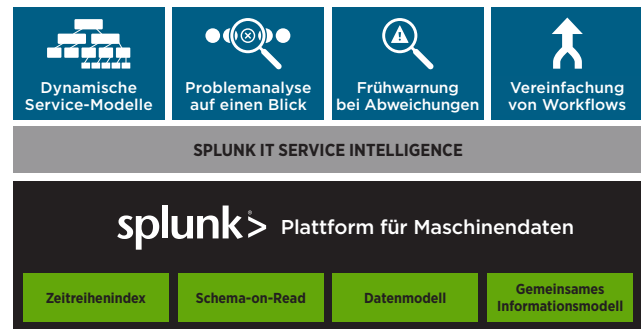 Dynamische
Service-Modelle
Problemanalyse
auf einen Blick
Frühwarnung
bei Abweichungen
Vereinfachung
von Workflows
SPLUNK IT SERVICE INTELLIGENCE
splunk> Plattform für Maschinendaten
Zeitreihenindex
Schema-on-Read
Datenmodell
Gemeinsames
Informationsmodell